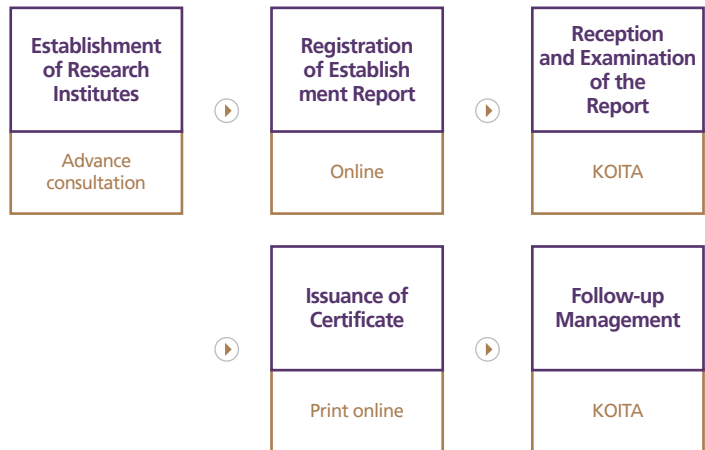 Establishment
of Research
Institutes
Advance
consultation
Registration
of Establish
ment Report
Online
Reception
and Examination
of the
Report
KOITA
Issuance of
Certificate
Print online
Follow-up
Management
KOITA